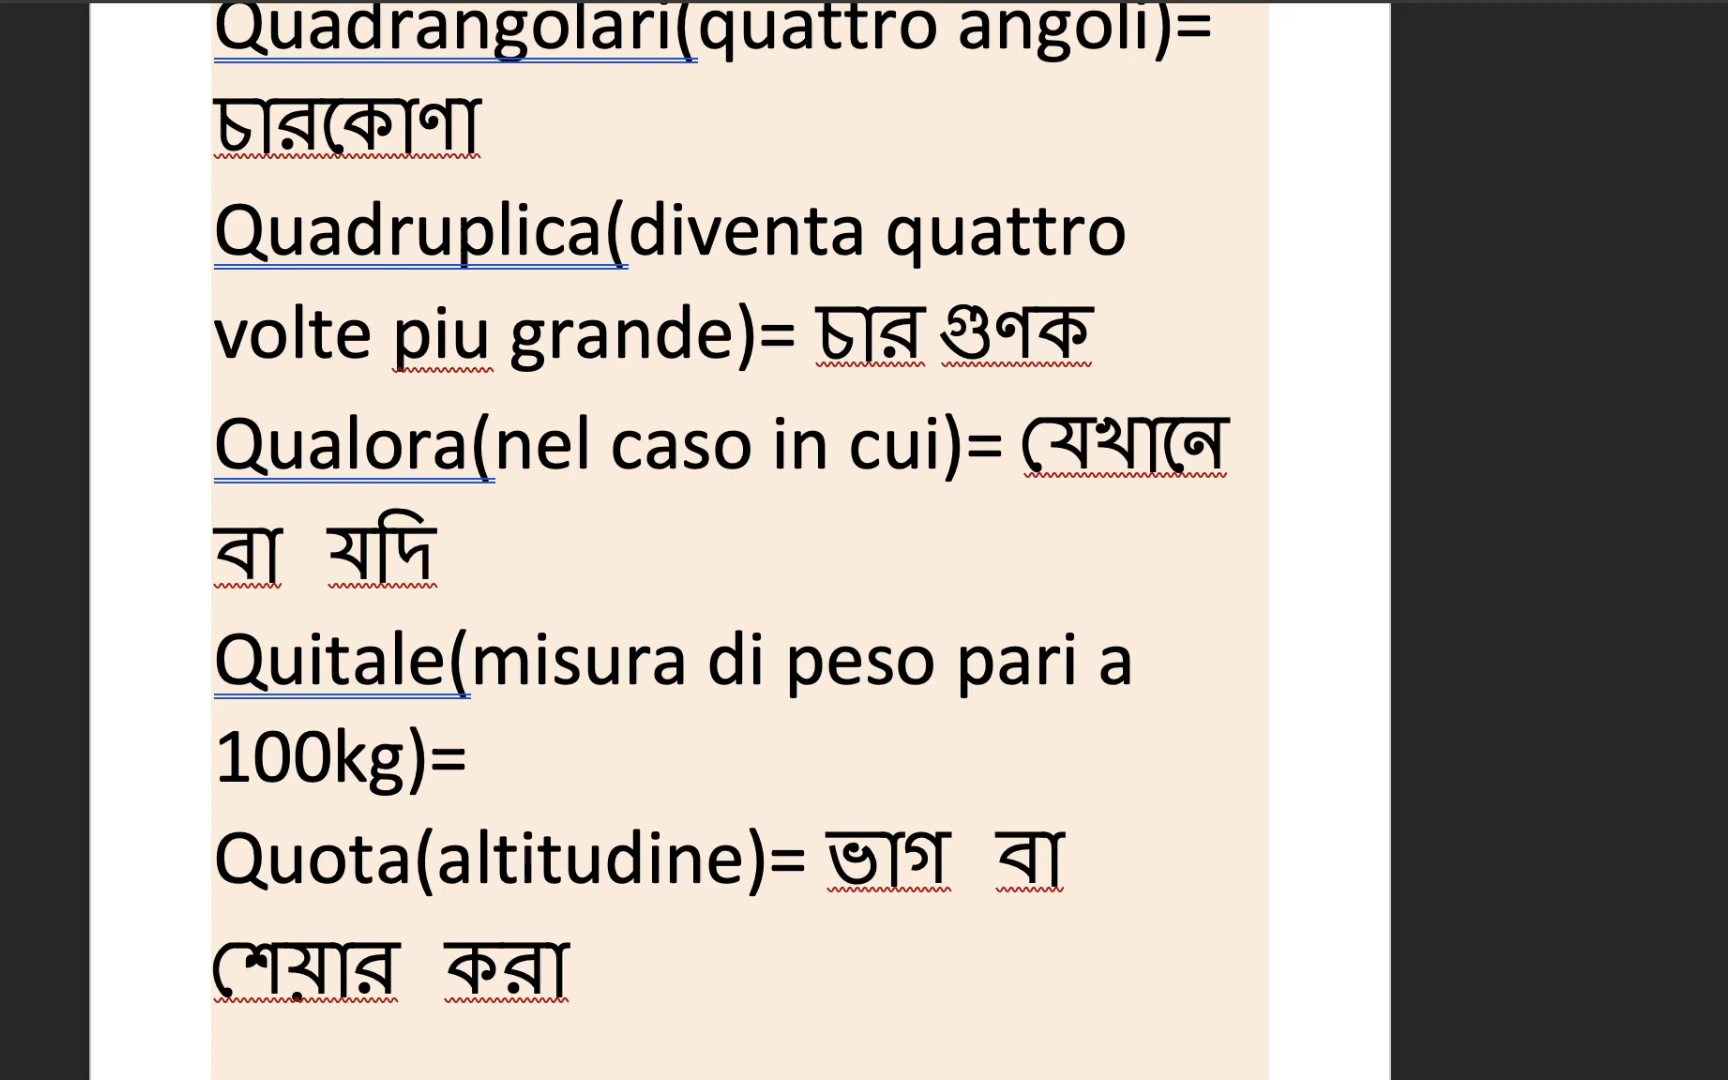 Quadrangolari(quattro angoli)=
চারকোণা
Quadruplica(diventa quattro
volte piu grande)= চার গুণক
Qualora(nel caso in cui)= যেখানে
বা যদি
Quitale(misura di peso pari a
100kg)=
Quota(altitudine)= ভাগ বা
শেয়ার করা